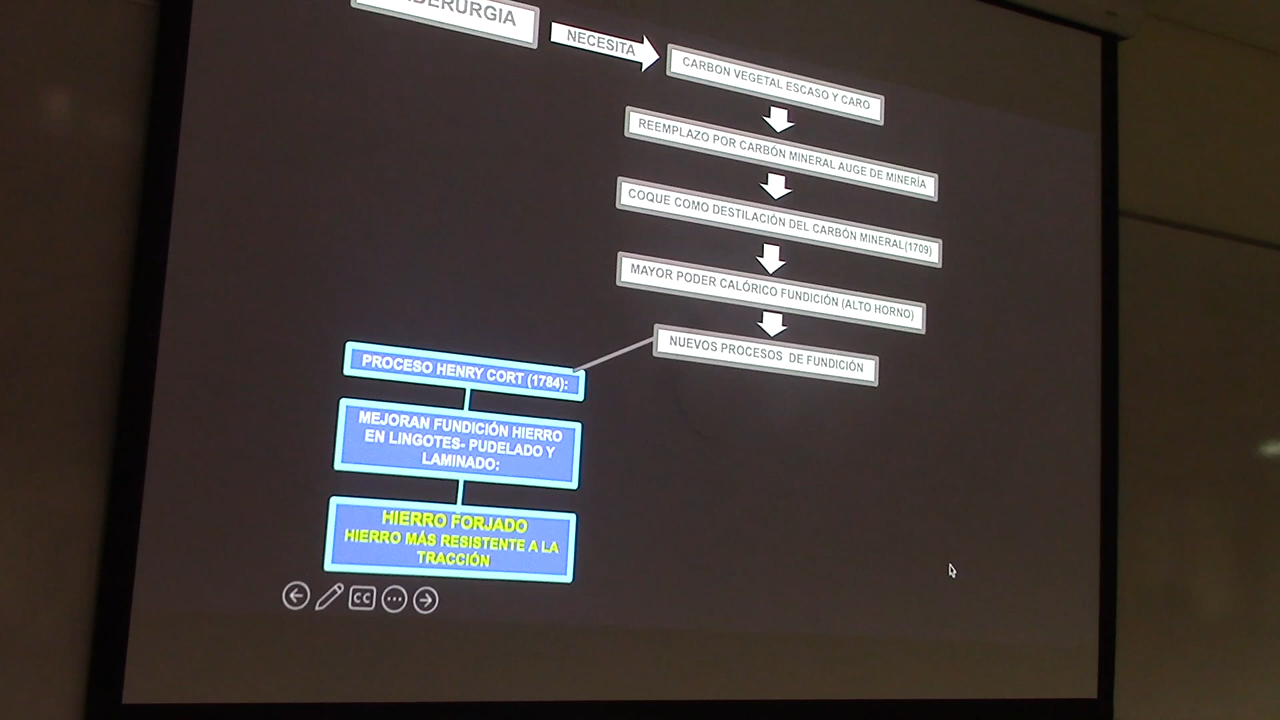 NECESITA
CARBON VEGETAL ESCASO Y CARO
REEMPLAZO POR CARBÓN MINERAL AUGE DE MINERÍA
COQUE COMO DESTILACIÓN DEL CARBÓN MINERAL(1709)
MAYOR PODER CALÓRICO FUNDICIÓN (ALTO HORNO)
NUEVOS PROCESOS DE FUNDICIÓN
PROCESO HENRY CORT (1784):
MEJORAN FUNDICIÓN HIERRO
EN LINGOTES- PUDELADO Y
LAMINADO:
HIERRO FORJADO
HIERRO MÁS RESISTENTE A LA
TRACCIÓN
CC